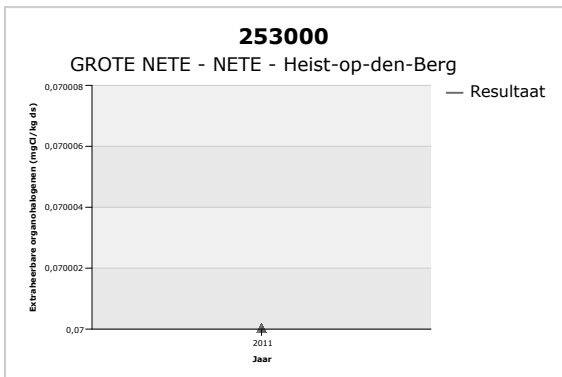 253000
GROTE NETE - NETE - Heist-op-den-Berg
Resultaat
Extraheerbare organohalogenen (mgCl/kg ds)
0,070008
0,070006
0,070004
0,070002
0,07
2011
Jaar